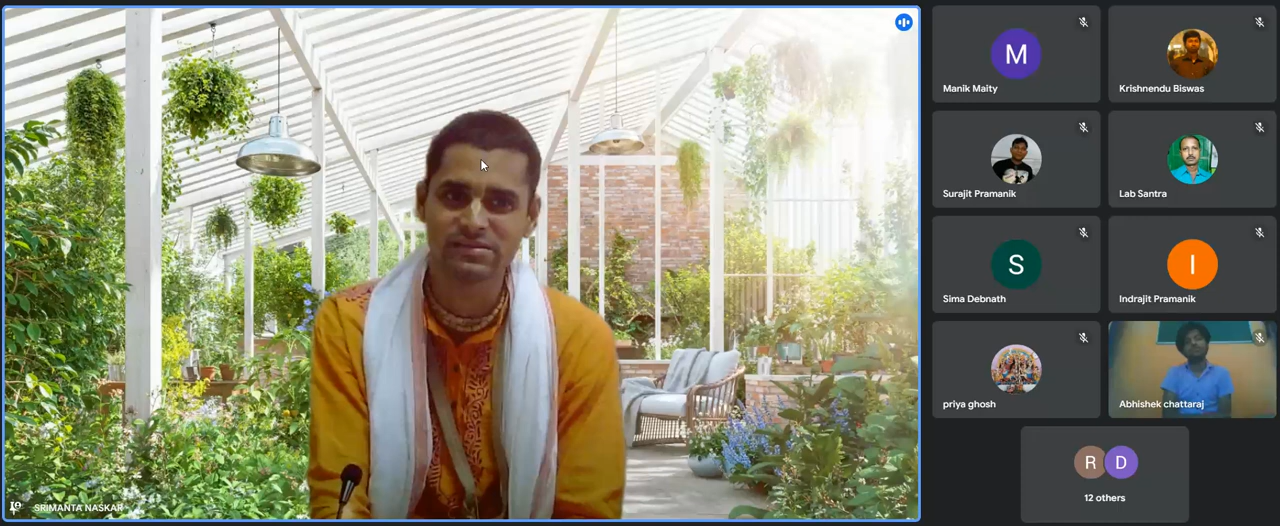 SRIMANTA NASKAR
M
Manik Maity
Krishnendu Biswas
Surajit Pramanik
Lab Santra
S
Sima Debnath
I
Indrajit Pramanik
priya ghosh
Abhishek chattaraj
R D
12 others